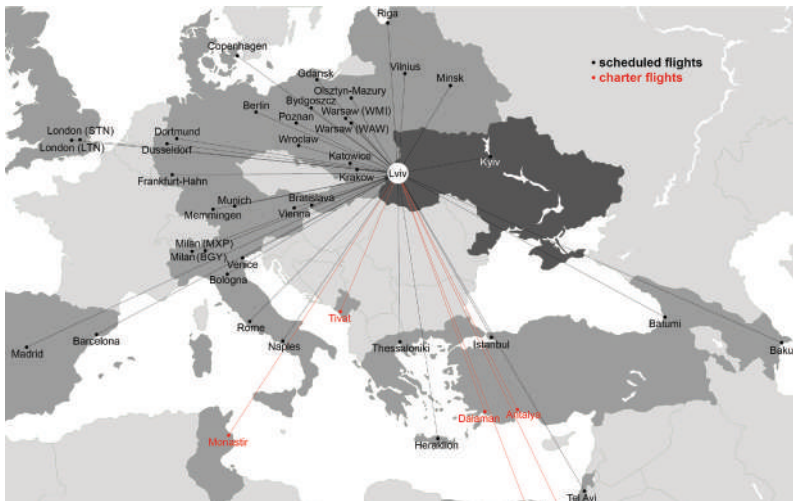 Riga
Copenhagen
• scheduled flights
• charter flights
Vilnius
Gdansk
Minsk
Olsztyn-Mazury
Berlin
Bydgoszcz
Poznan
Warsaw (WMI)
London (STN)
Dortmund
Warsaw (WAW)
London (LTN)
Dusseldorf
Wroclaw
Katowice
Kyiv
Krakow
Lviv
Frankfurt-Hahn
Munich
Bratislava
Memmingen
Vienna
Milan (MXP)
Milan (BGY)
Venice
Bologna
Tivat
Rome
Batumi
Madrid
Barcelona
Naples
Thessaloniki
Istanbul
Baku
Dalaman
Antalya
Monastir
Heraklion
Tel Avi